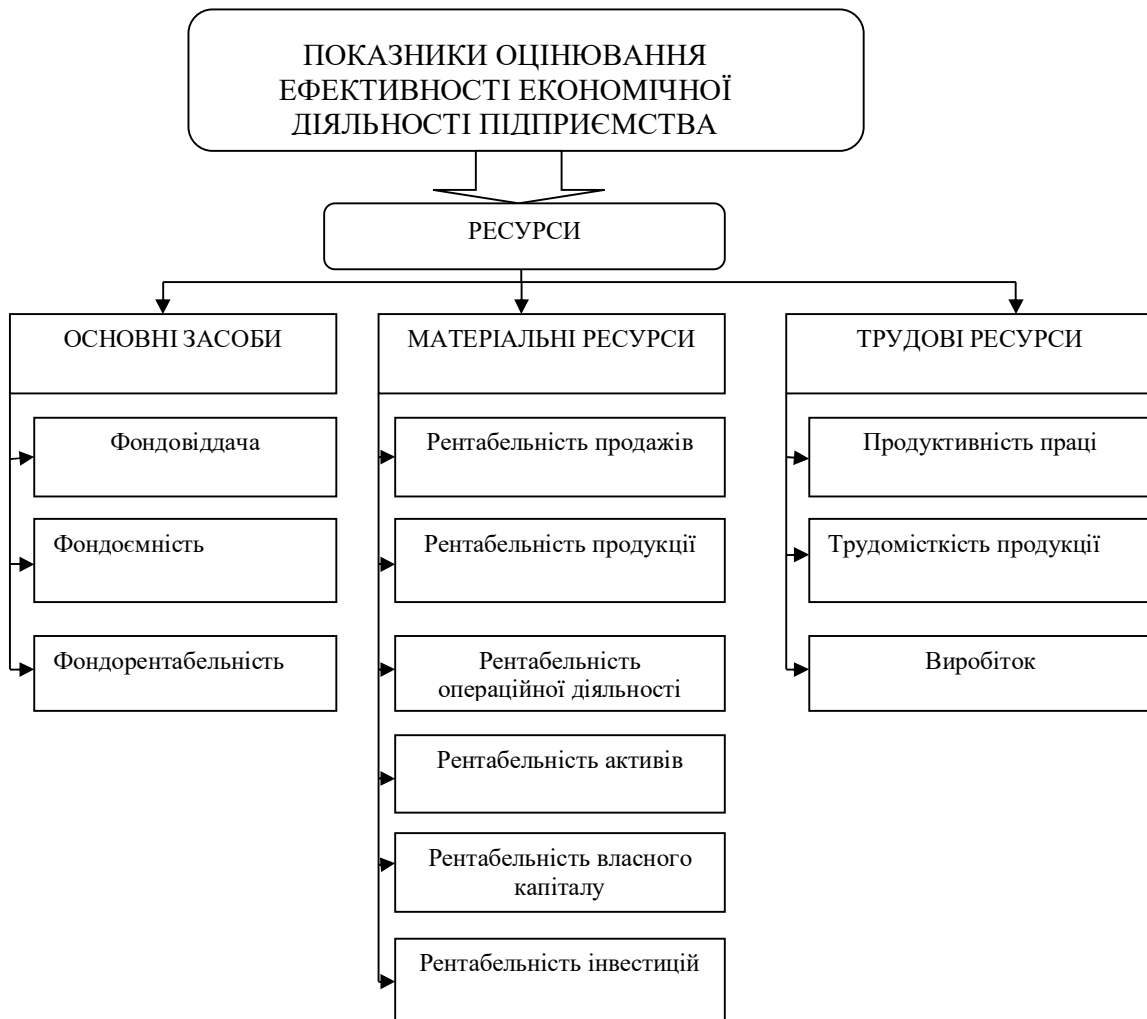 ПОКАЗНИКИ ОЦІНЮВАННЯ
ЕФЕКТИВНОСТІ ЕКОНОМІЧНОЇ
ДІЯЛЬНОСТІ ПІДПРИЄМСТВА
РЕСУРСИ
ОСНОВНІ ЗАСОБИ
Фондовіддача
Фондоємність
Фондорентабельність
МАТЕРІАЛЬНІ РЕСУРСИ
Рентабельність продажів
Рентабельність продукції
Рентабельність
операційної діяльності
Рентабельність активів
Рентабельність власного
капіталу
Рентабельність інвестицій
ТРУДОВІ РЕСУРСИ
Продуктивність праці
Трудомісткість продукції
Виробіток